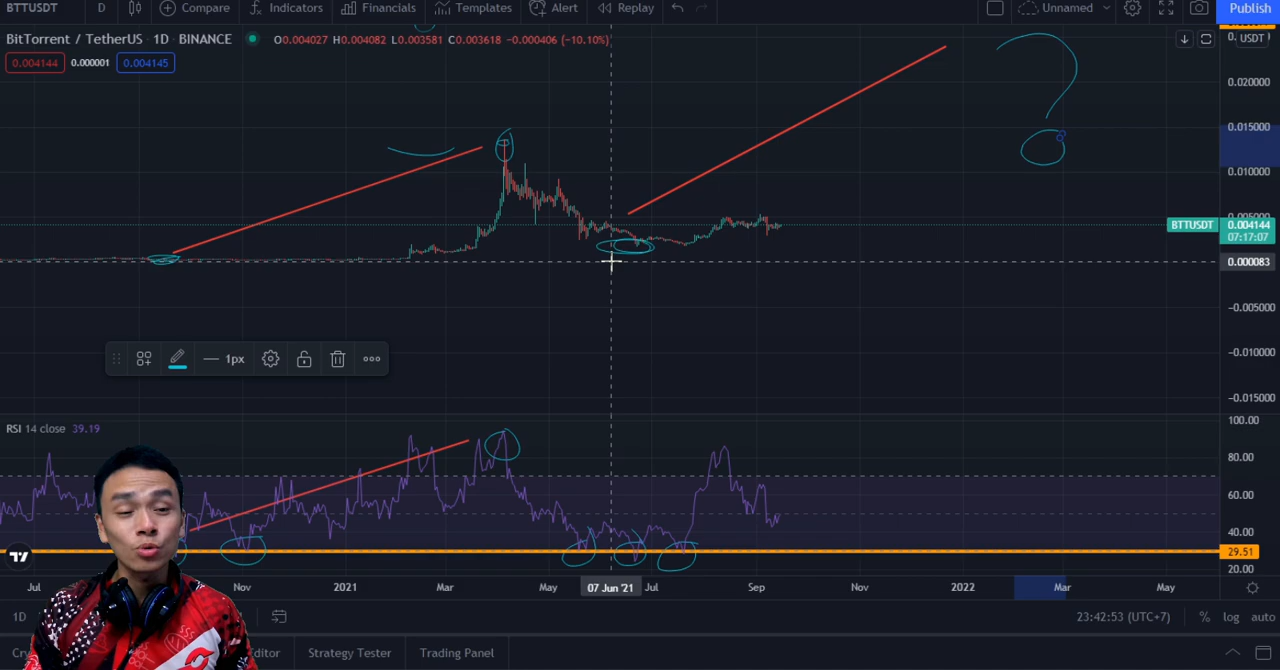 BTTUSDT D Compare Indicators Financials Templates Alert Replay Unnamed Publish
BitTorrent / TetherUS · 1D · BINANCE O0.004027 H0.004082 L0.003581 C0.003618 -0.000406 (-10.10%)
0.004144 0.000001 0.004145
USDT
0.020000
0.015000
0.010000
0.005000
BTTUSDT 0.004144
07:17:07
0.000083
-0.005000
-0.010000
-0.015000
1px
RSI 14 close 39.19
100.00
80.00
60.00
40.00
29.51
20.00
Jul Nov 2021 Mar May 07 Jun '21 Jul Sep Nov 2022 Mar May
1D 23:42:53 (UTC+7) % log auto
Strategy Tester Trading Panel